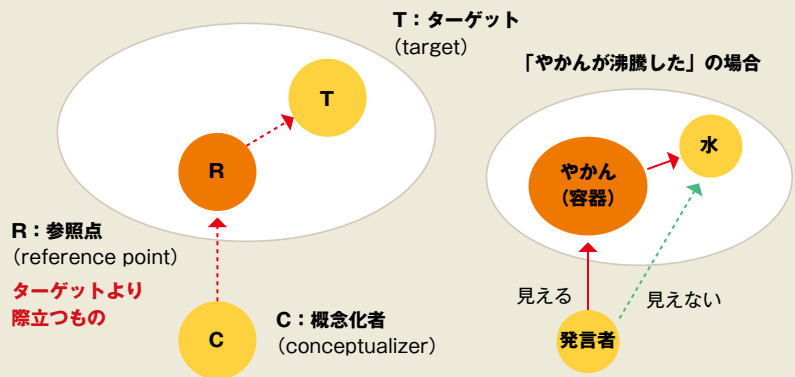 T：ターゲット
(target)
T
R
R：参照点
(reference point)
ターゲットより
際立つもの
C
C：概念化者
(conceptualizer)
「やかんが沸騰した」の場合
水
やかん
（容器）
見える
見えない
発言者